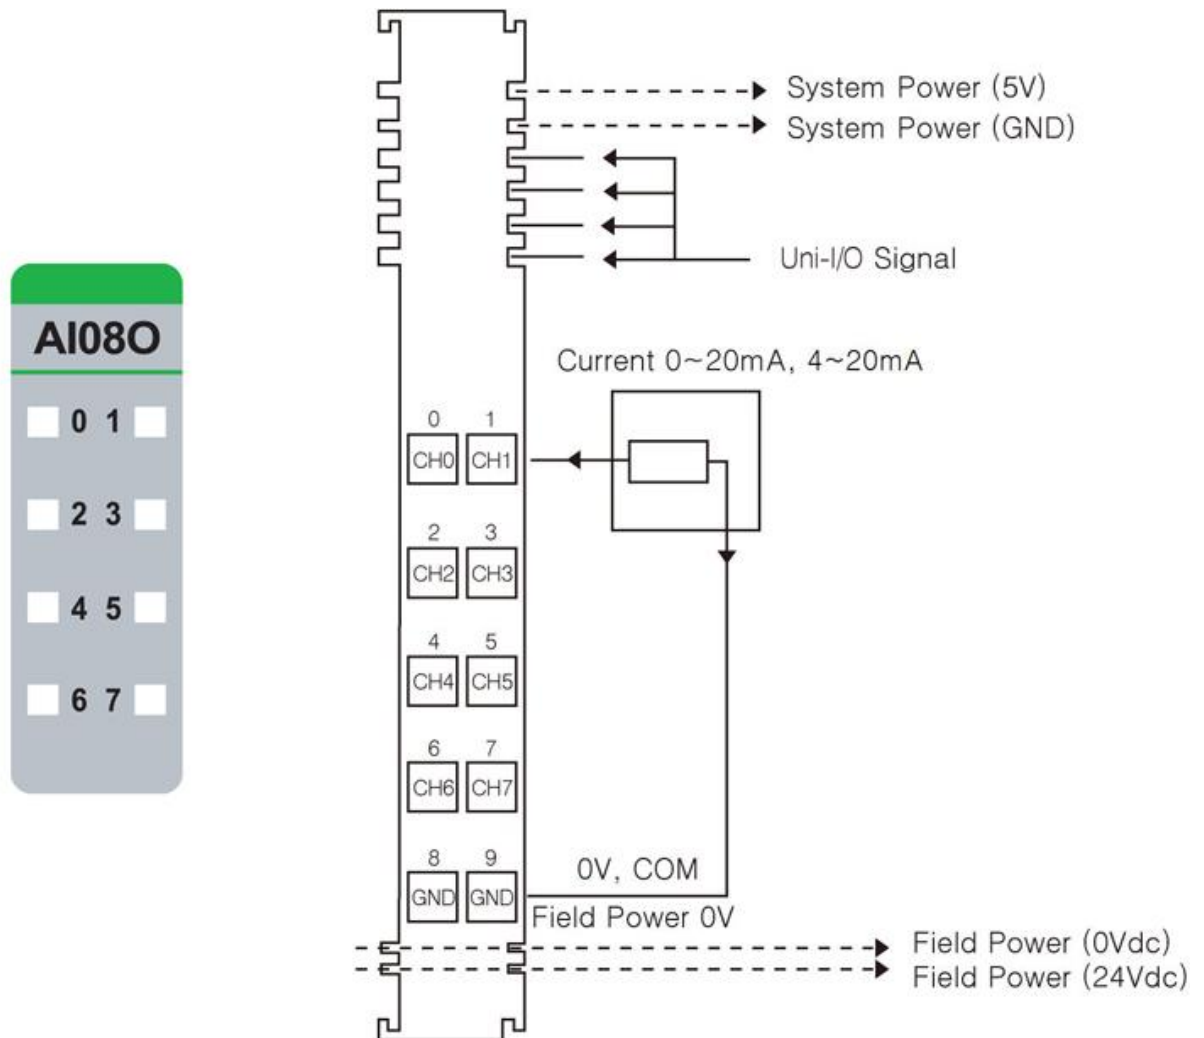 System Power (5V)
System Power (GND)
Uni-I/O Signal
AI08O
0 1
2 3
4 5
6 7
Current 0~20mA, 4~20mA
0 1
CH0 CH1
2 3
CH2 CH3
4 5
CH4 CH5
6 7
CH6 CH7
8 9
GND GND
0V, COM
Field Power 0V
Field Power (0Vdc)
Field Power (24Vdc)